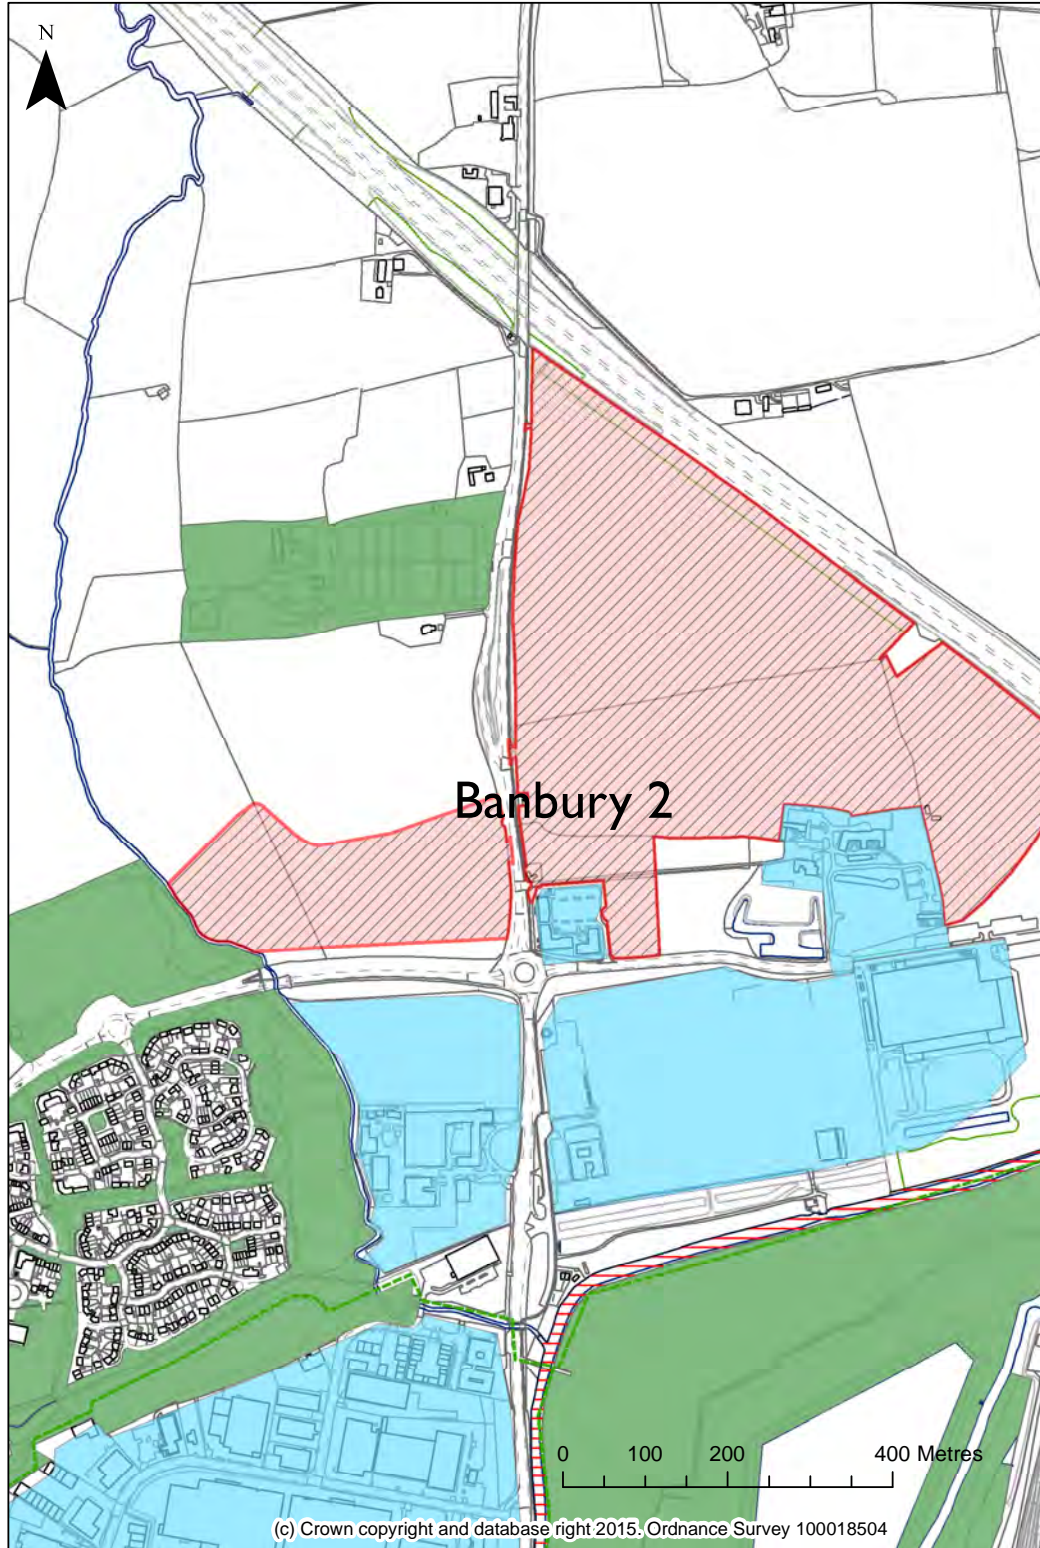 N
Banbury 2
0 100 200 400 Metres
(c) Crown copyright and database right 2015. Ordnance Survey 100018504